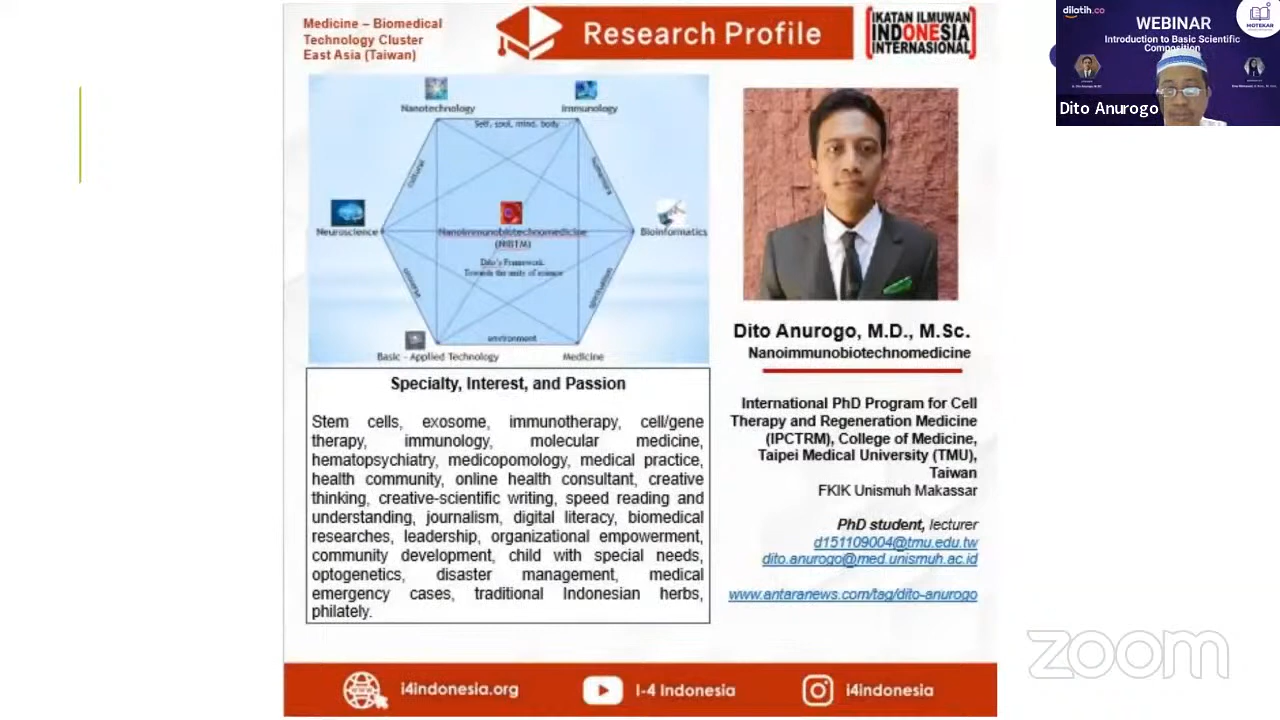 Medicine – Biomedical
Technology Cluster
East Asia (Taiwan)
Research Profile
IKATAN ILMUWAN
INDONESIA
INTERNASIONAL
Nanotechnology
Immunology
Self, soul, mind, body
cultural
humaniora
Neuroscience
Nanoimmunobiotechnomedicine
(NIBTM)
Bioinformatics
Dito's Framework
Towards the unity of science
environment
Basic - Applied Technology
Medicine
Specialty, Interest, and Passion
Stem cells, exosome, immunotherapy, cell/gene
therapy, immunology, molecular medicine,
hematopsychiatry, medicopomology, medical practice,
health community, online health consultant, creative
thinking, creative-scientific writing, speed reading and
understanding, journalism, digital literacy, biomedical
researches, leadership, organizational empowerment,
community development, child with special needs,
optogenetics, disaster management, medical
emergency cases, traditional Indonesian herbs,
philately.
Dito Anurogo, M.D., M.Sc.
Nanoimmunobiotechnomedicine
International PhD Program for Cell
Therapy and Regeneration Medicine
(IPCTRM), College of Medicine,
Taipei Medical University (TMU),
Taiwan
FKIK Unismuh Makassar
PhD student, lecturer
d151109004@tmu.edu.tw
dito.anurogo@med.unismuh.ac.id
www.antaranews.com/tag/dito-anurogo
i4indonesia.org
I-4 Indonesia
i4indonesia
dilatih.co
WEBINAR
Introduction to Basic Scientific
Composition
MOTEKAR
Dito Anurogo
zoom